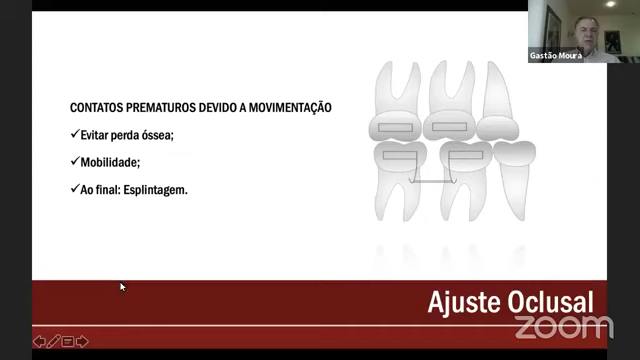 Gastão Moura
CONTATOS PREMATUROS DEVIDO A MOVIMENTAÇÃO
✓Evitar perda óssea;
✓Mobilidade;
✓Ao final: Esplintagem.
Ajuste Oclusal
zoom